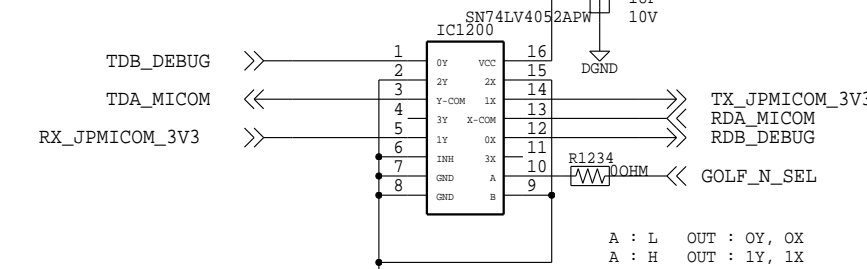 10V
SN74LV4052APW
IC1200
DGND
TDB_DEBUG 1 0Y VCC 16
2 2Y 2X 15
TDA_MICOM 3 Y-COM 1X 14 TX_JPMICOM_3V3
4 3Y X-COM 13 RDA_MICOM
RX_JPMICOM_3V3 5 1Y 0X 12 RDB_DEBUG
6 INH 3X 11
7 GND A 10 R1234 0OHM GOLF_N_SEL
8 GND B 9
A : L OUT : 0Y, 0X
A : H OUT : 1Y, 1X